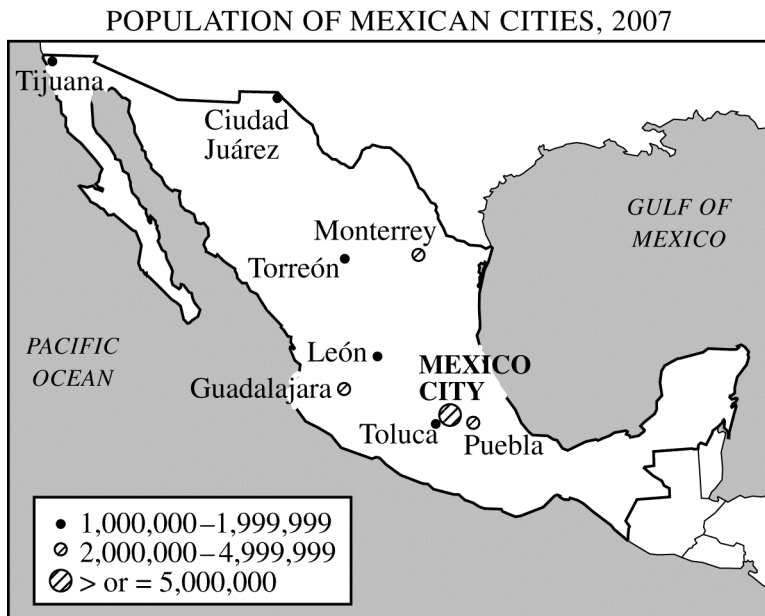 POPULATION OF MEXICAN CITIES, 2007
Tijuana
Ciudad
Juárez
GULF OF
MEXICO
Monterrey
Torreón
PACIFIC
OCEAN
León
MEXICO
CITY
Guadalajara
Toluca
Puebla
1,000,000–1,999,999
2,000,000–4,999,999
> or = 5,000,000